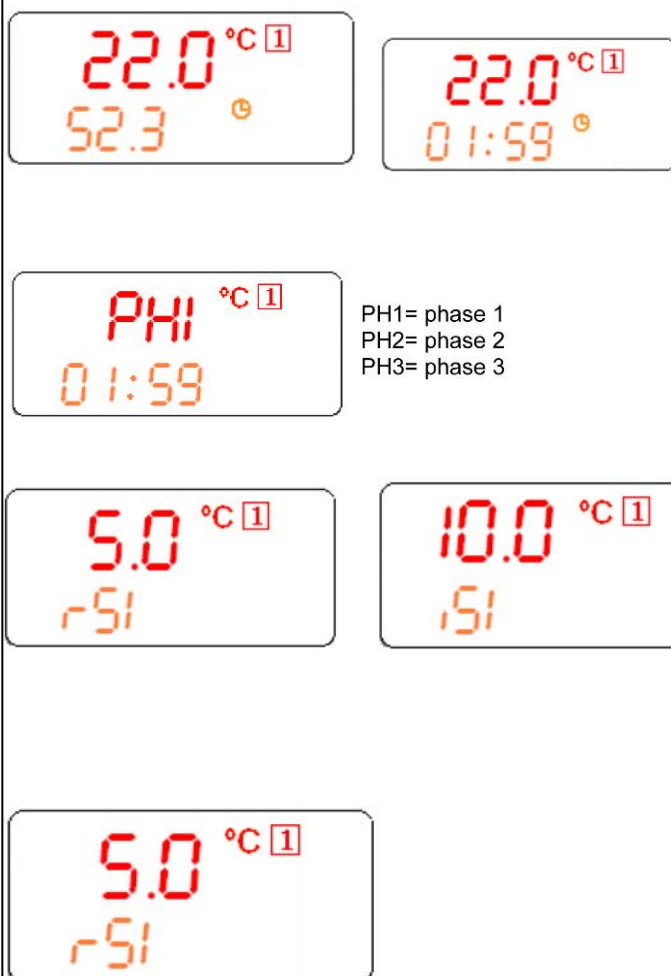 22.0 °C 1
52.3
22.0 °C 1
01:59
PH1 °C 1
01:59
PH1= phase 1
PH2= phase 2
PH3= phase 3
5.0 °C 1
rS1
10.0 °C 1
iS1
5.0 °C 1
rS1